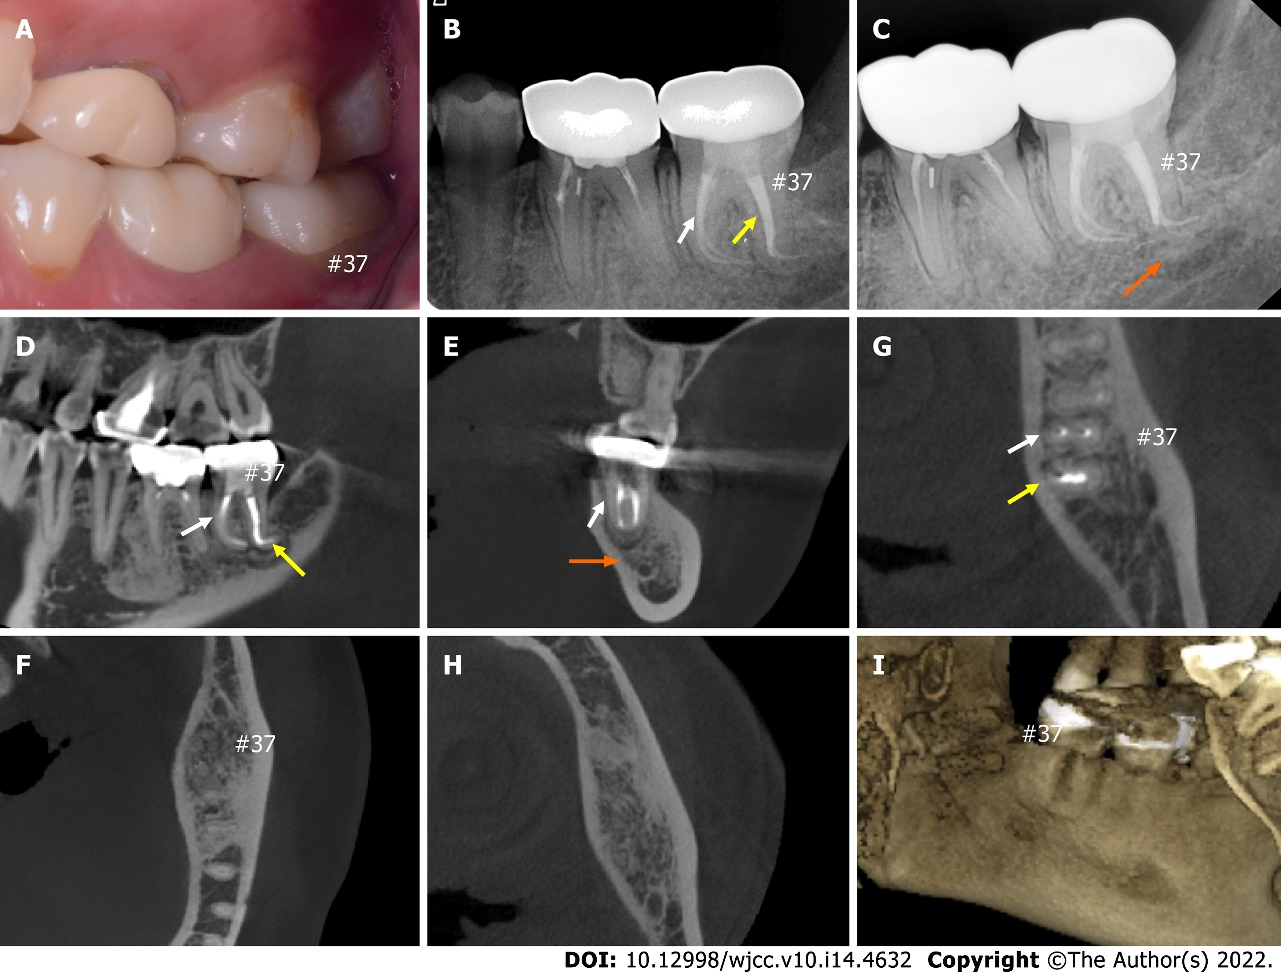 A
#37
B
#37
C
#37
D
#37
E
G
#37
F
#37
H
I
#37
DOI: 10.12998/wjcc.v10.i14.4632 Copyright ©The Author(s) 2022.